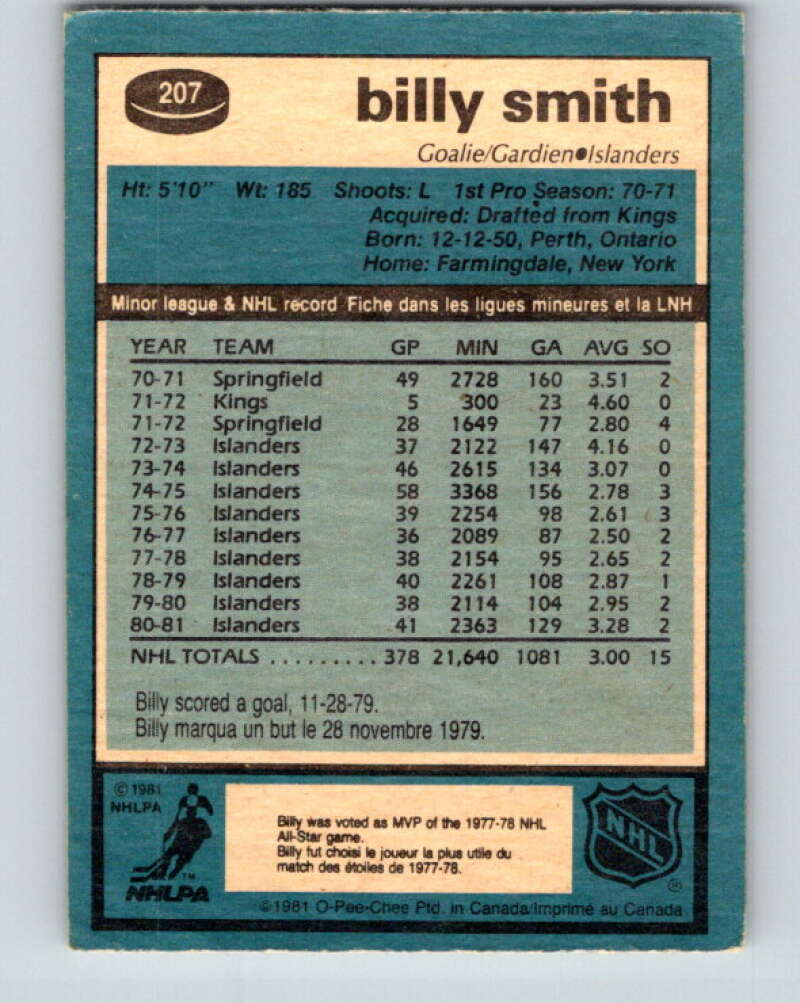 207
billy smith
Goalie/Gardien●Islanders
Ht: 5'10" Wt: 185 Shoots: L 1st Pro Season: 70-71
Acquired: Drafted from Kings
Born: 12-12-50, Perth, Ontario
Home: Farmingdale, New York
Minor league & NHL record Fiche dans les ligues mineures et la LNH
YEAR TEAM GP MIN GA AVG SO
70-71 Springfield 49 2728 160 3.51 2
71-72 Kings 5 300 23 4.60 0
71-72 Springfield 28 1649 77 2.80 4
72-73 Islanders 37 2122 147 4.16 0
73-74 Islanders 46 2615 134 3.07 0
74-75 Islanders 58 3368 156 2.78 3
75-76 Islanders 39 2254 98 2.61 3
76-77 Islanders 36 2089 87 2.50 2
77-78 Islanders 38 2154 95 2.65 2
78-79 Islanders 40 2261 108 2.87 1
79-80 Islanders 38 2114 104 2.95 2
80-81 Islanders 41 2363 129 3.28 2
NHL TOTALS ......... 378 21,640 1081 3.00 15
Billy scored a goal, 11-28-79.
Billy marqua un but le 28 novembre 1979.
© 1981
NHLPA
TM
NHLPA
Billy was voted as MVP of the 1977-78 NHL
All-Star game.
Billy fut choisi le joueur la plus utile du
match des étoiles de 1977-78.
NHL
®
© 1981 O-Pee-Chee Ptd. in Canada/Imprimé au Canada